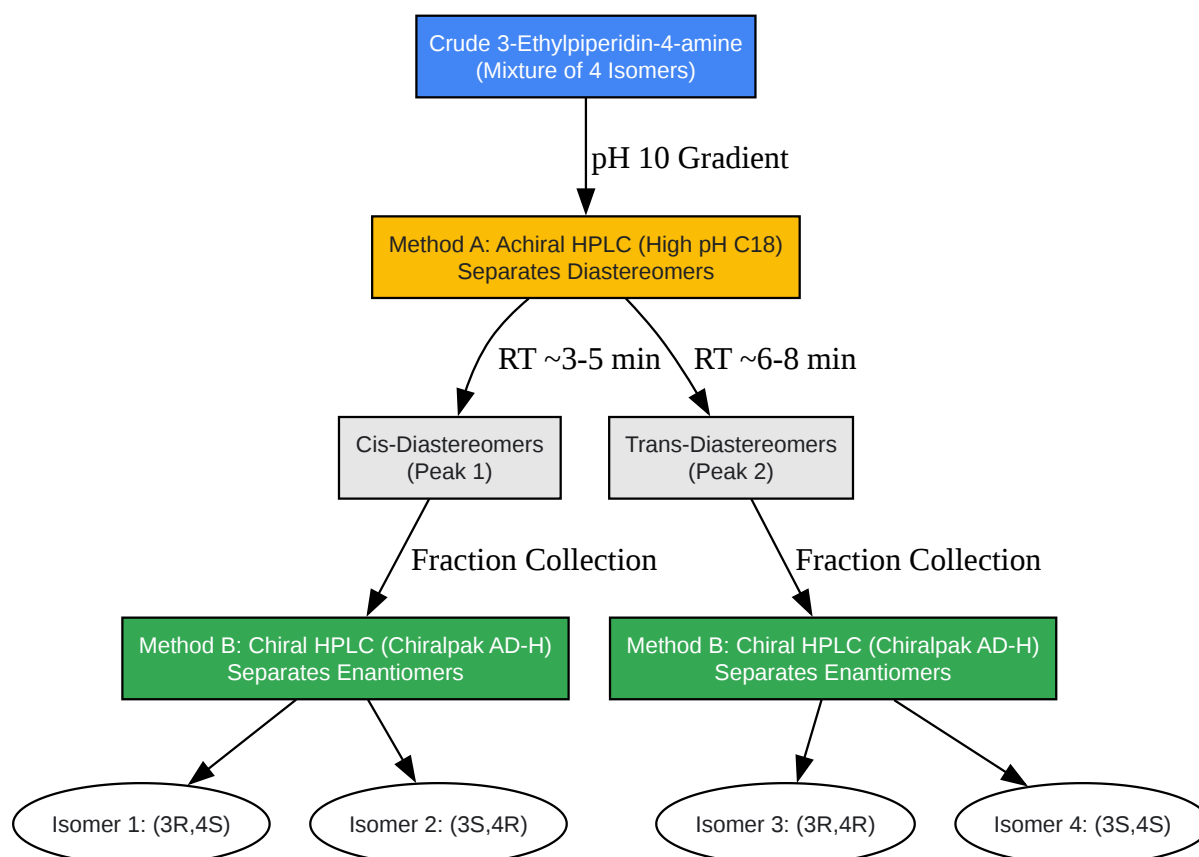 Crude 3-Ethylpiperidin-4-amine
(Mixture of 4 Isomers)
pH 10 Gradient
Method A: Achiral HPLC (High pH C18)
Separates Diastereomers
RT ~3-5 min
RT ~6-8 min
Cis-Diastereomers
(Peak 1)
Trans-Diastereomers
(Peak 2)
Fraction Collection
Fraction Collection
Method B: Chiral HPLC (Chiralpak AD-H)
Separates Enantiomers
Method B: Chiral HPLC (Chiralpak AD-H)
Separates Enantiomers
Isomer 1: (3R,4S)
Isomer 2: (3S,4R)
Isomer 3: (3R,4R)
Isomer 4: (3S,4S)